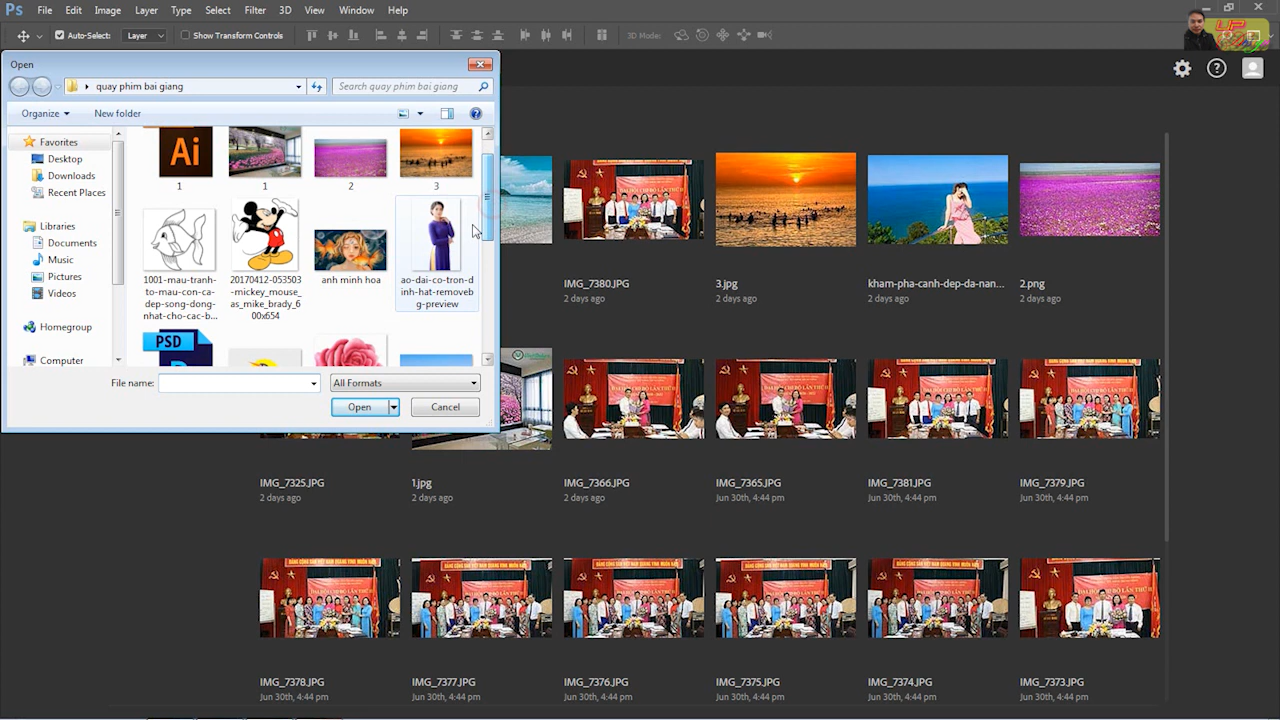 Ps File Edit Image Layer Type Select Filter 3D View Window Help
Auto-Select: Layer Show Transform Controls 3D Mode:
Open
quay phim bai giang
Search quay phim bai giang
Organize New folder
Favorites
Desktop
Downloads
Recent Places
Libraries
Documents
Music
Pictures
Videos
Homegroup
Computer
Ai
1 1 2 3
1001-mau-tranh-
to-mau-con-ca-
dep-song-dong-
nhat-cho-cac-b...
20170412-053503
-mickey_mouse_
as_mike_brady_6
00x654
anh minh hoa
ao-dai-co-tron-d
inh-hat-removeb
g-preview
PSD
File name: All Formats
Open Cancel
IMG_7380.JPG 3.jpg kham-pha-canh-dep-da-nan... 2.png
2 days ago 2 days ago 2 days ago 2 days ago
IMG_7325.JPG 1.jpg IMG_7366.JPG IMG_7365.JPG IMG_7381.JPG IMG_7379.JPG
2 days ago 2 days ago 2 days ago Jun 30th, 4:44 pm Jun 30th, 4:44 pm Jun 30th, 4:44 pm
IMG_7378.JPG IMG_7377.JPG IMG_7376.JPG IMG_7375.JPG IMG_7374.JPG IMG_7373.JPG
Jun 30th, 4:44 pm Jun 30th, 4:44 pm Jun 30th, 4:44 pm Jun 30th, 4:44 pm Jun 30th, 4:44 pm Jun 30th, 4:44 pm